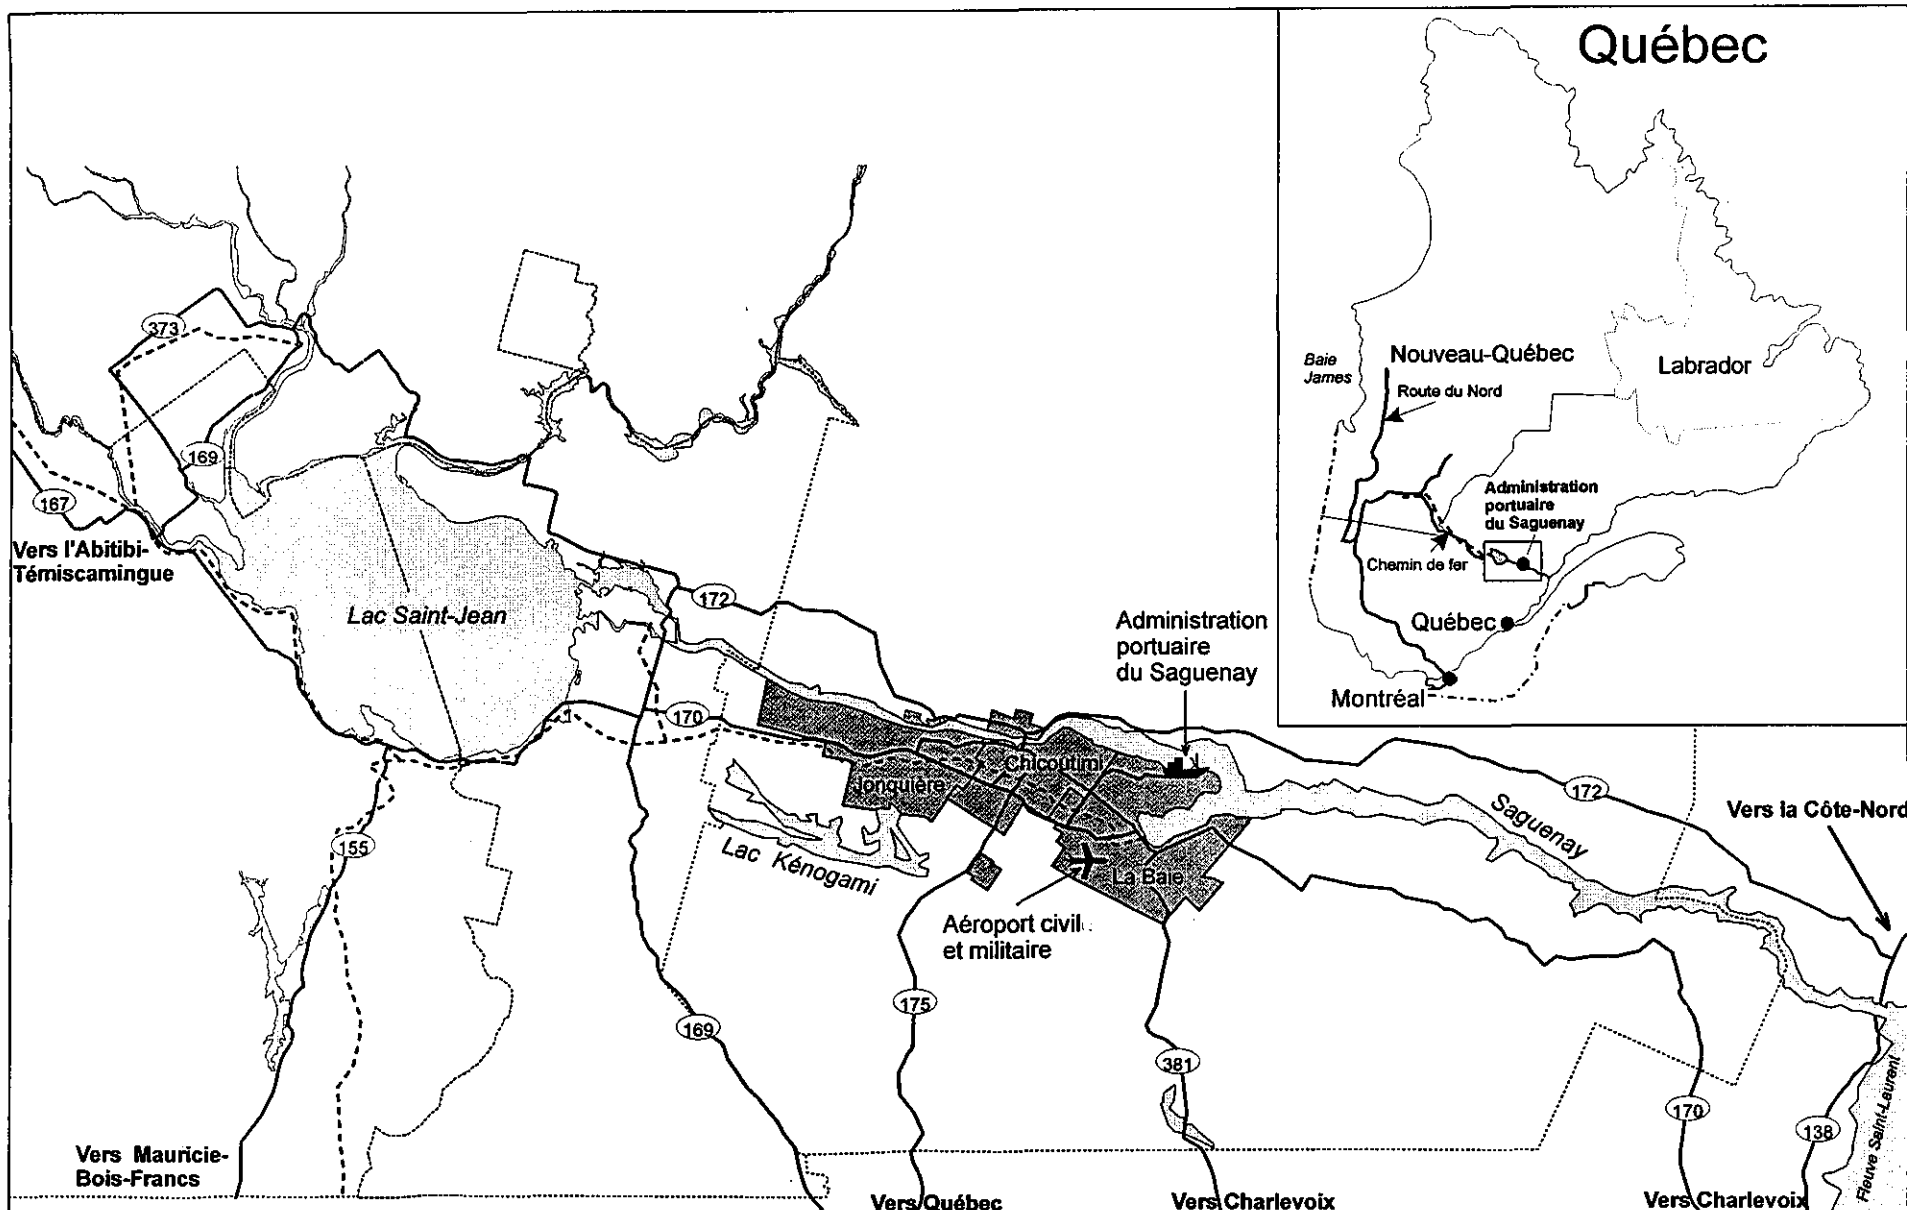 Québec
Baie
James
Nouveau-Québec
Route du Nord
Labrador
Administration
portuaire
du Saguenay
Chemin de fer
Québec
Montréal
373
169
167
Vers l'Abitibi-
Témiscamingue
Lac Saint-Jean
172
Administration
portuaire
du Saguenay
170
Chicoutimi
Jonquière
172
Saguenay
Vers la Côte-Nord
155
Lac Kénogami
La Baie
Aéroport civil
et militaire
175
169
381
170
138
Fleuve Saint-Laurent
Vers Mauricie-
Bois-Francs
Vers Québec
Vers Charlevoix
Vers Charlevoix